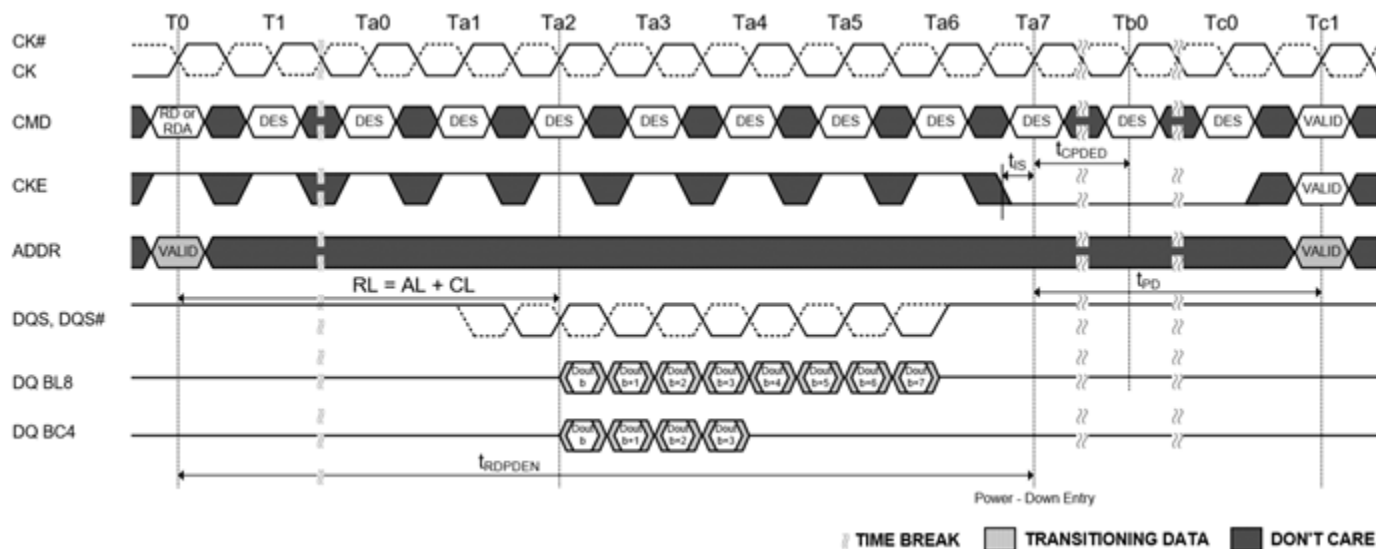 T0 T1 Ta0 Ta1 Ta2 Ta3 Ta4 Ta5 Ta6 Ta7 Tb0 Tc0 Tc1
CK#
CK
CMD RD or RDA DES DES DES DES DES DES DES DES DES DES DES VALID
tIS tCPDED
CKE VALID
ADDR VALID VALID
RL = AL + CL tPD
DQS, DQS#
DQ BL8 Dout b Dout b+1 Dout b+2 Dout b+3 Dout b+4 Dout b+5 Dout b+6 Dout b+7
DQ BC4 Dout b Dout b+1 Dout b+2 Dout b+3
tRDPDEN
Power - Down Entry
TIME BREAK TRANSITIONING DATA DON'T CARE